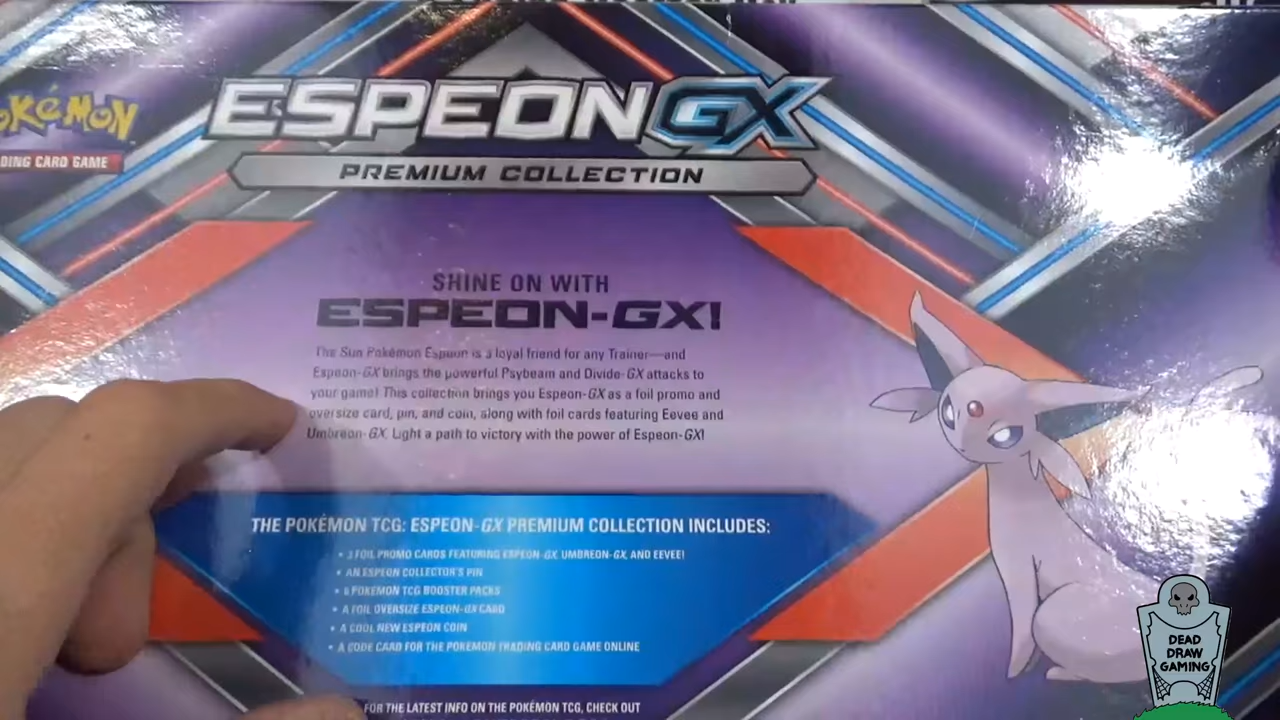 ESPEON GX
POKÉMON
DING CARD GAME
PREMIUM COLLECTION
SHINE ON WITH
ESPEON-GX!
The Sun Pokémon Espeon is a loyal friend for any Trainer—and
Espeon-GX brings the powerful Psybeam and Divide-GX attacks to
your game! This collection brings you Espeon-GX as a foil promo and
oversize card, pin, and coin, along with foil cards featuring Eevee and
Umbreon-GX. Light a path to victory with the power of Espeon-GX!
THE POKÉMON TCG: ESPEON-GX PREMIUM COLLECTION INCLUDES:
• 3 FOIL PROMO CARDS FEATURING ESPEON-GX, UMBREON-GX, AND EEVEE!
• AN ESPEON COLLECTOR'S PIN
• 6 POKÉMON TCG BOOSTER PACKS
• A FOIL OVERSIZE ESPEON-GX CARD
• A COOL NEW ESPEON COIN
• A CODE CARD FOR THE POKÉMON TRADING CARD GAME ONLINE
FOR THE LATEST INFO ON THE POKÉMON TCG, CHECK OUT
DEAD
DRAW
GAMING